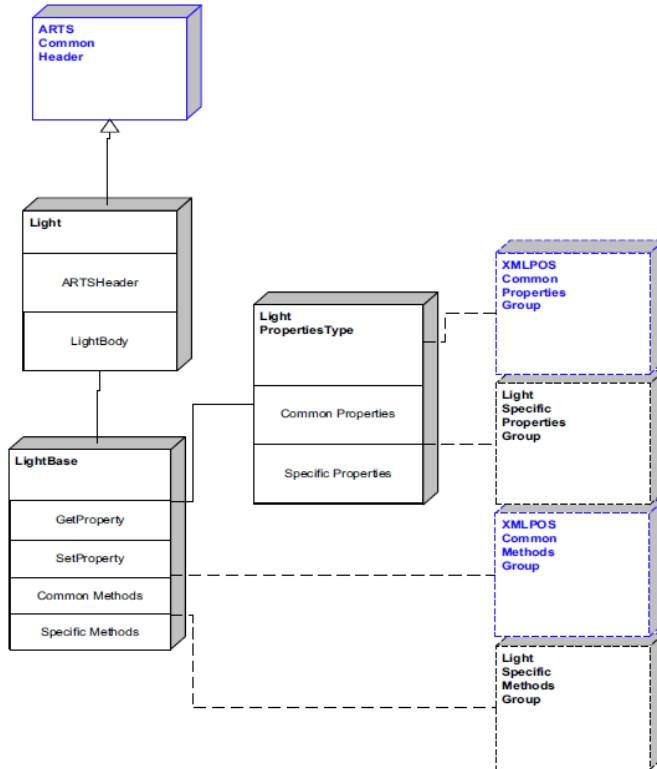 ARTS
Common
Header
Light
ARTSHeader
LightBody
LightBase
GetProperty
SetProperty
Common Methods
Specific Methods
Light
PropertiesType
Common Properties
Specific Properties
XMLPOS
Common
Properties
Group
Light
Specific
Properties
Group
XMLPOS
Common
Methods
Group
Light
Specific
Methods
Group